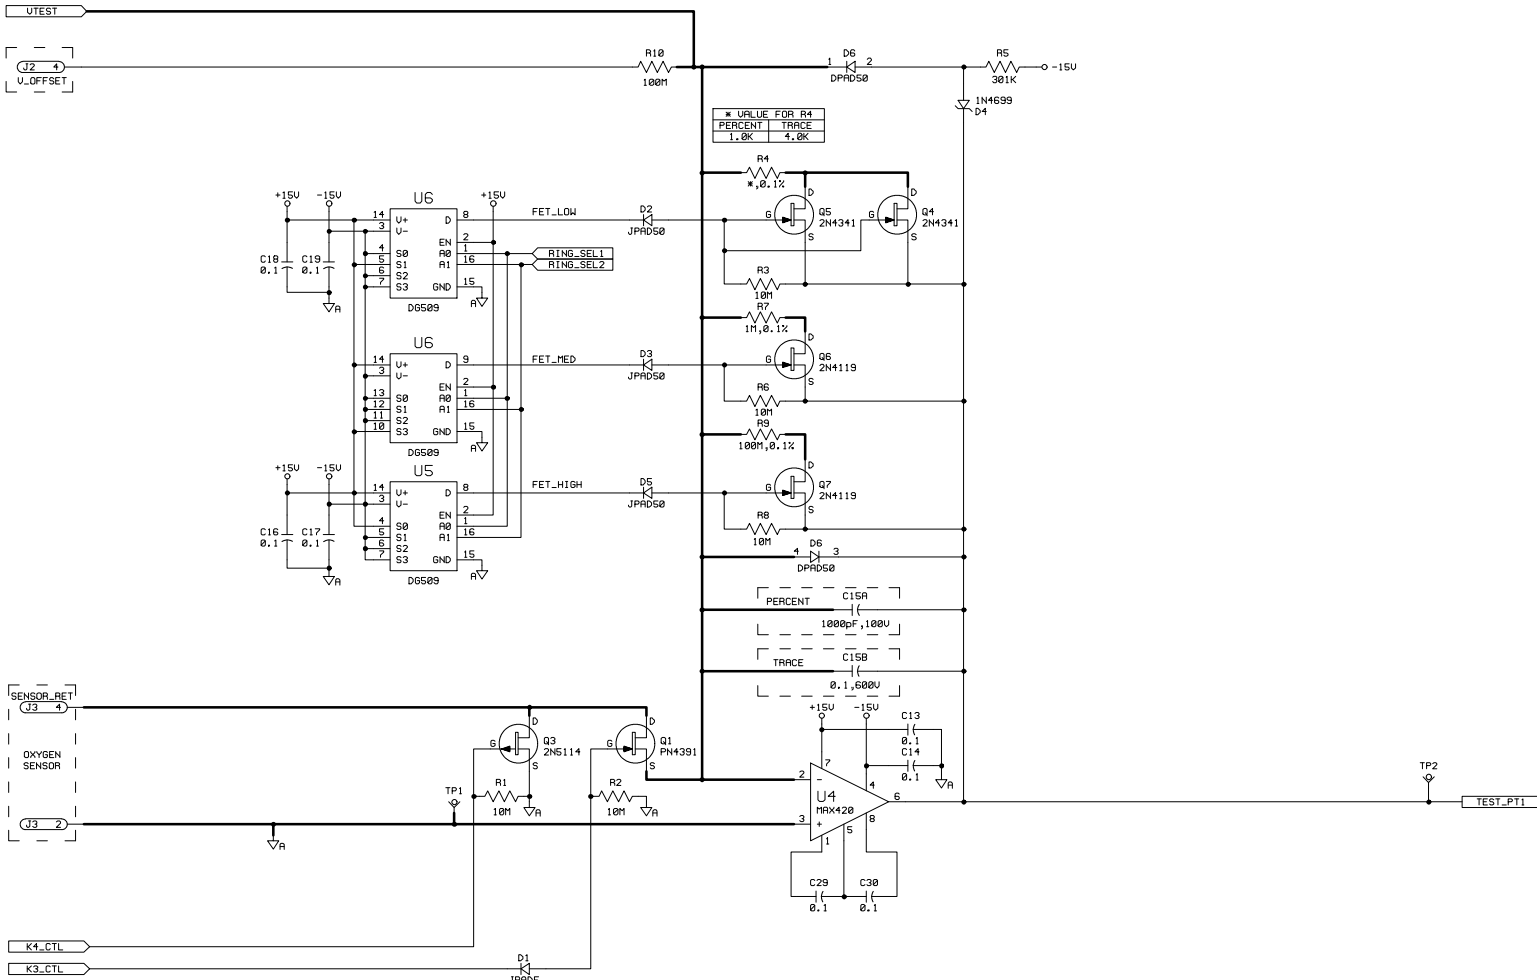 VTEST
J2 4
V_OFFSET
R10
100M
1 D6 2
DPAD50
R5
301K
-15V
1N4699
D4
* VALUE FOR R4
PERCENT TRACE
1.0K 4.0K
R4
*,0.1%
+15V -15V U6 +15V
14 V+ D 8 FET_LOW D2
3 V- JPAD50
EN 2
4 S0 A0 1 RING_SEL1
5 S1 A1 16 RING_SEL2
6 S2
7 S3 GND 15 A
DG509
C18 C19
0.1 0.1
A
D
G Q5
2N4341
S
D
G Q4
2N4341
S
R3
10M
R7
1M,0.1%
U6
14 V+ D 9 FET_MED D3
3 V- JPAD50
EN 2
13 S0 A0 1
12 S1 A1 16
11 S2
10 S3 GND 15 A
DG509
D
G Q6
2N4119
S
R6
10M
R9
100M,0.1%
+15V -15V U5
14 V+ D 8 FET_HIGH D5
3 V- JPAD50
EN 2
4 S0 A0 1
5 S1 A1 16
6 S2
7 S3 GND 15 A
DG509
C16 C17
0.1 0.1
A
D
G Q7
2N4119
S
R8
10M
4 D6 3
DPAD50
PERCENT C15A
1000pF,100V
TRACE C15B
0.1,600V
SENSOR_RET
J3 4
OXYGEN
SENSOR
J3 2
A
TP1
D
G Q3
2N5114
S
R1
10M
A
D
G Q1
PN4391
S
R2
10M
A
+15V -15V
C13
0.1
C14
0.1
A
7
2 - 4
U4
MAX420
6
3 + 5 8
1
C29 C30
0.1 0.1
TP2
TEST_PT1
K4_CTL
K3_CTL
D1